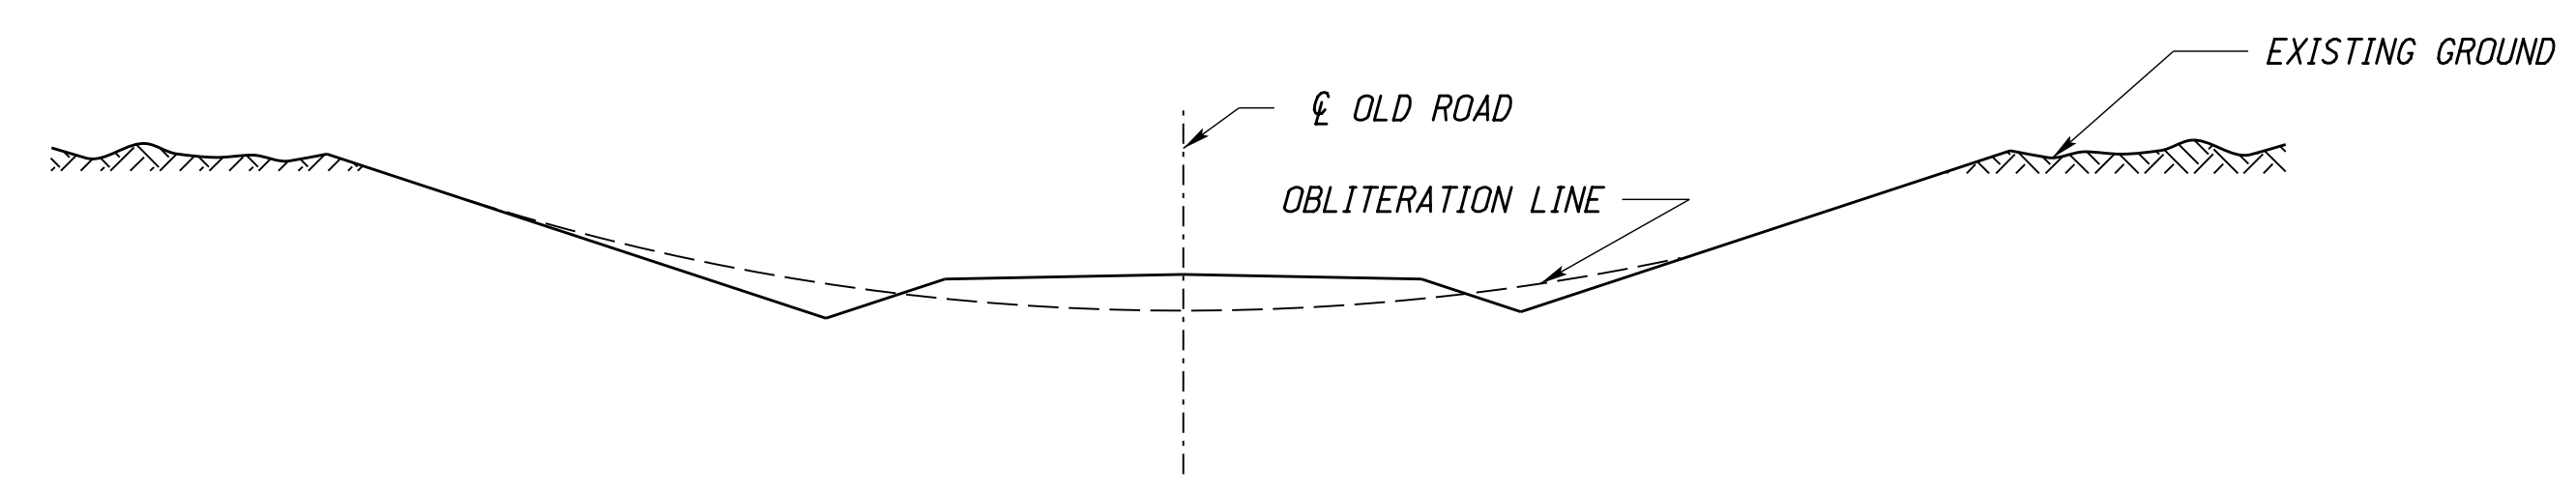 EXISTING GROUND
℄ OLD ROAD
OBLITERATION LINE